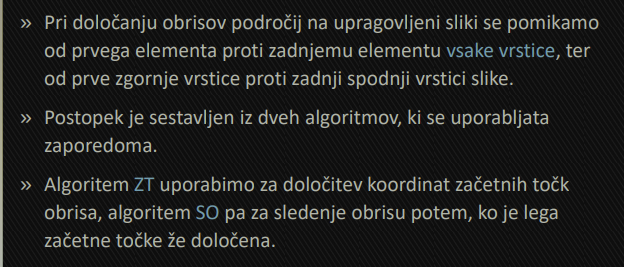 » Pri določanju obrisov področij na upragovljeni sliki se pomikamo
od prvega elementa proti zadnjemu elementu vsake vrstice, ter
od prve zgornje vrstice proti zadnji spodnji vrstici slike.
» Postopek je sestavljen iz dveh algoritmov, ki se uporabljata
zaporedoma.
» Algoritem ZT uporabimo za določitev koordinat začetnih točk
obrisa, algoritem SO pa za sledenje obrisu potem, ko je lega
začetne točke že določena.